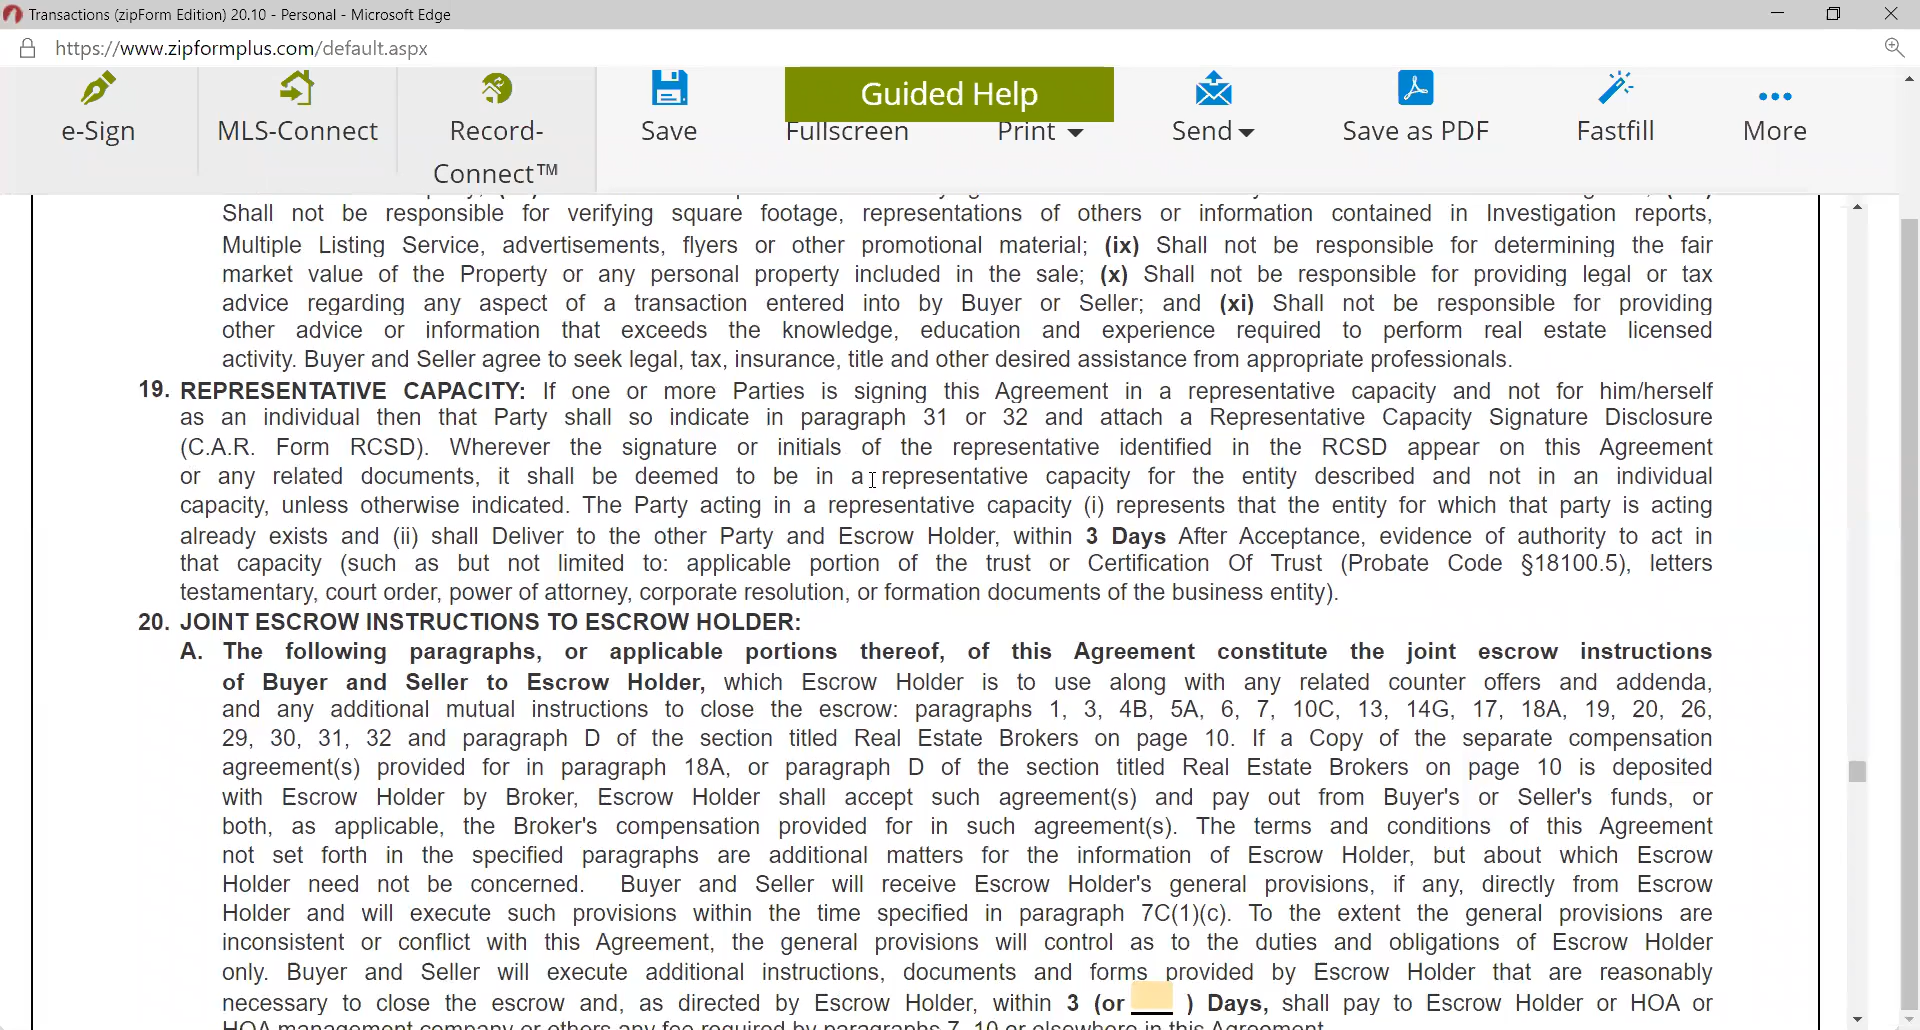 Transactions (zipForm Edition) 20.10 - Personal - Microsoft Edge
https://www.zipformplus.com/default.aspx
Guided Help
e-Sign MLS-Connect Record-Connect™ Save Fullscreen Print Send Save as PDF Fastfill More
Shall not be responsible for verifying square footage, representations of others or information contained in Investigation reports,
Multiple Listing Service, advertisements, flyers or other promotional material; (ix) Shall not be responsible for determining the fair
market value of the Property or any personal property included in the sale; (x) Shall not be responsible for providing legal or tax
advice regarding any aspect of a transaction entered into by Buyer or Seller; and (xi) Shall not be responsible for providing
other advice or information that exceeds the knowledge, education and experience required to perform real estate licensed
activity. Buyer and Seller agree to seek legal, tax, insurance, title and other desired assistance from appropriate professionals.
19. REPRESENTATIVE CAPACITY: If one or more Parties is signing this Agreement in a representative capacity and not for him/herself
as an individual then that Party shall so indicate in paragraph 31 or 32 and attach a Representative Capacity Signature Disclosure
(C.A.R. Form RCSD). Wherever the signature or initials of the representative identified in the RCSD appear on this Agreement
or any related documents, it shall be deemed to be in a representative capacity for the entity described and not in an individual
capacity, unless otherwise indicated. The Party acting in a representative capacity (i) represents that the entity for which that party is acting
already exists and (ii) shall Deliver to the other Party and Escrow Holder, within 3 Days After Acceptance, evidence of authority to act in
that capacity (such as but not limited to: applicable portion of the trust or Certification Of Trust (Probate Code §18100.5), letters
testamentary, court order, power of attorney, corporate resolution, or formation documents of the business entity).
20. JOINT ESCROW INSTRUCTIONS TO ESCROW HOLDER:
A. The following paragraphs, or applicable portions thereof, of this Agreement constitute the joint escrow instructions
of Buyer and Seller to Escrow Holder, which Escrow Holder is to use along with any related counter offers and addenda,
and any additional mutual instructions to close the escrow: paragraphs 1, 3, 4B, 5A, 6, 7, 10C, 13, 14G, 17, 18A, 19, 20, 26,
29, 30, 31, 32 and paragraph D of the section titled Real Estate Brokers on page 10. If a Copy of the separate compensation
agreement(s) provided for in paragraph 18A, or paragraph D of the section titled Real Estate Brokers on page 10 is deposited
with Escrow Holder by Broker, Escrow Holder shall accept such agreement(s) and pay out from Buyer's or Seller's funds, or
both, as applicable, the Broker's compensation provided for in such agreement(s). The terms and conditions of this Agreement
not set forth in the specified paragraphs are additional matters for the information of Escrow Holder, but about which Escrow
Holder need not be concerned. Buyer and Seller will receive Escrow Holder's general provisions, if any, directly from Escrow
Holder and will execute such provisions within the time specified in paragraph 7C(1)(c). To the extent the general provisions are
inconsistent or conflict with this Agreement, the general provisions will control as to the duties and obligations of Escrow Holder
only. Buyer and Seller will execute additional instructions, documents and forms provided by Escrow Holder that are reasonably
necessary to close the escrow and, as directed by Escrow Holder, within 3 (or ) Days, shall pay to Escrow Holder or HOA or
HOA management company or others any fee required by paragraphs 7, 10 or elsewhere in this Agreement.